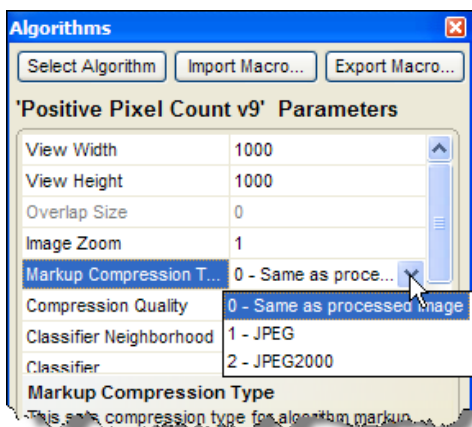 Algorithms
Select Algorithm Import Macro... Export Macro...
'Positive Pixel Count v9' Parameters
View Width 1000
View Height 1000
Overlap Size 0
Image Zoom 1
Markup Compression T... 0 - Same as proce...
Compression Quality 0 - Same as processed image
Classifier Neighborhood 1 - JPEG
Classifier 2 - JPEG2000
Markup Compression Type
This sets compression type for algorithm markup